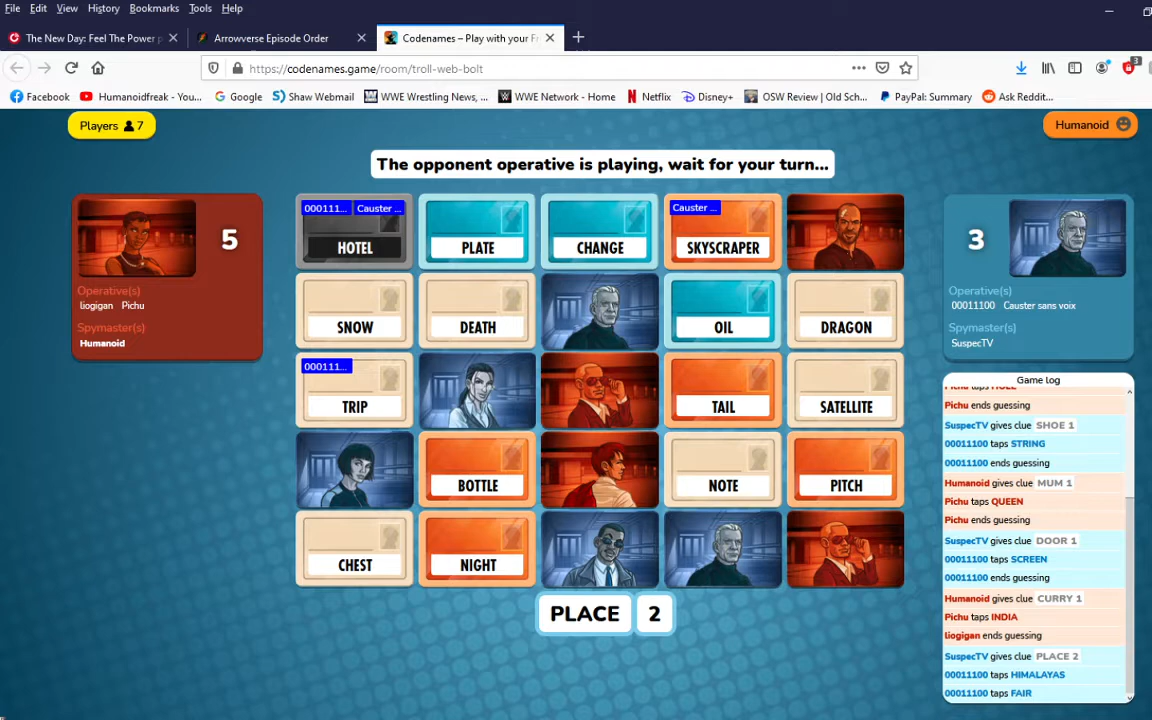 File Edit View History Bookmarks Tools Help
The New Day: Feel The Power p
Arrowverse Episode Order
Codenames – Play with your F
https://codenames.game/room/troll-web-bolt
3
Facebook Humanoidfreak - You... Google Shaw Webmail WWE Wrestling News, ... WWE Network - Home Netflix Disney+ OSW Review | Old Sch... PayPal: Summary Ask Reddit...
Players 7
Humanoid
The opponent operative is playing, wait for your turn...
5
Operative(s)
liogigan Pichu
Spymaster(s)
Humanoid
000111... Causter ...
HOTEL
PLATE
CHANGE
Causter ...
SKYSCRAPER
SNOW
DEATH
OIL
DRAGON
000111...
TRIP
TAIL
SATELLITE
BOTTLE
NOTE
PITCH
CHEST
NIGHT
PLACE 2
3
Operative(s)
00011100 Causter sans voix
Spymaster(s)
SuspecTV
Game log
Pichu ends guessing
SuspecTV gives clue SHOE 1
00011100 taps STRING
00011100 ends guessing
Humanoid gives clue MUM 1
Pichu taps QUEEN
Pichu ends guessing
SuspecTV gives clue DOOR 1
00011100 taps SCREEN
00011100 ends guessing
Humanoid gives clue CURRY 1
Pichu taps INDIA
liogigan ends guessing
SuspecTV gives clue PLACE 2
00011100 taps HIMALAYAS
00011100 taps FAIR